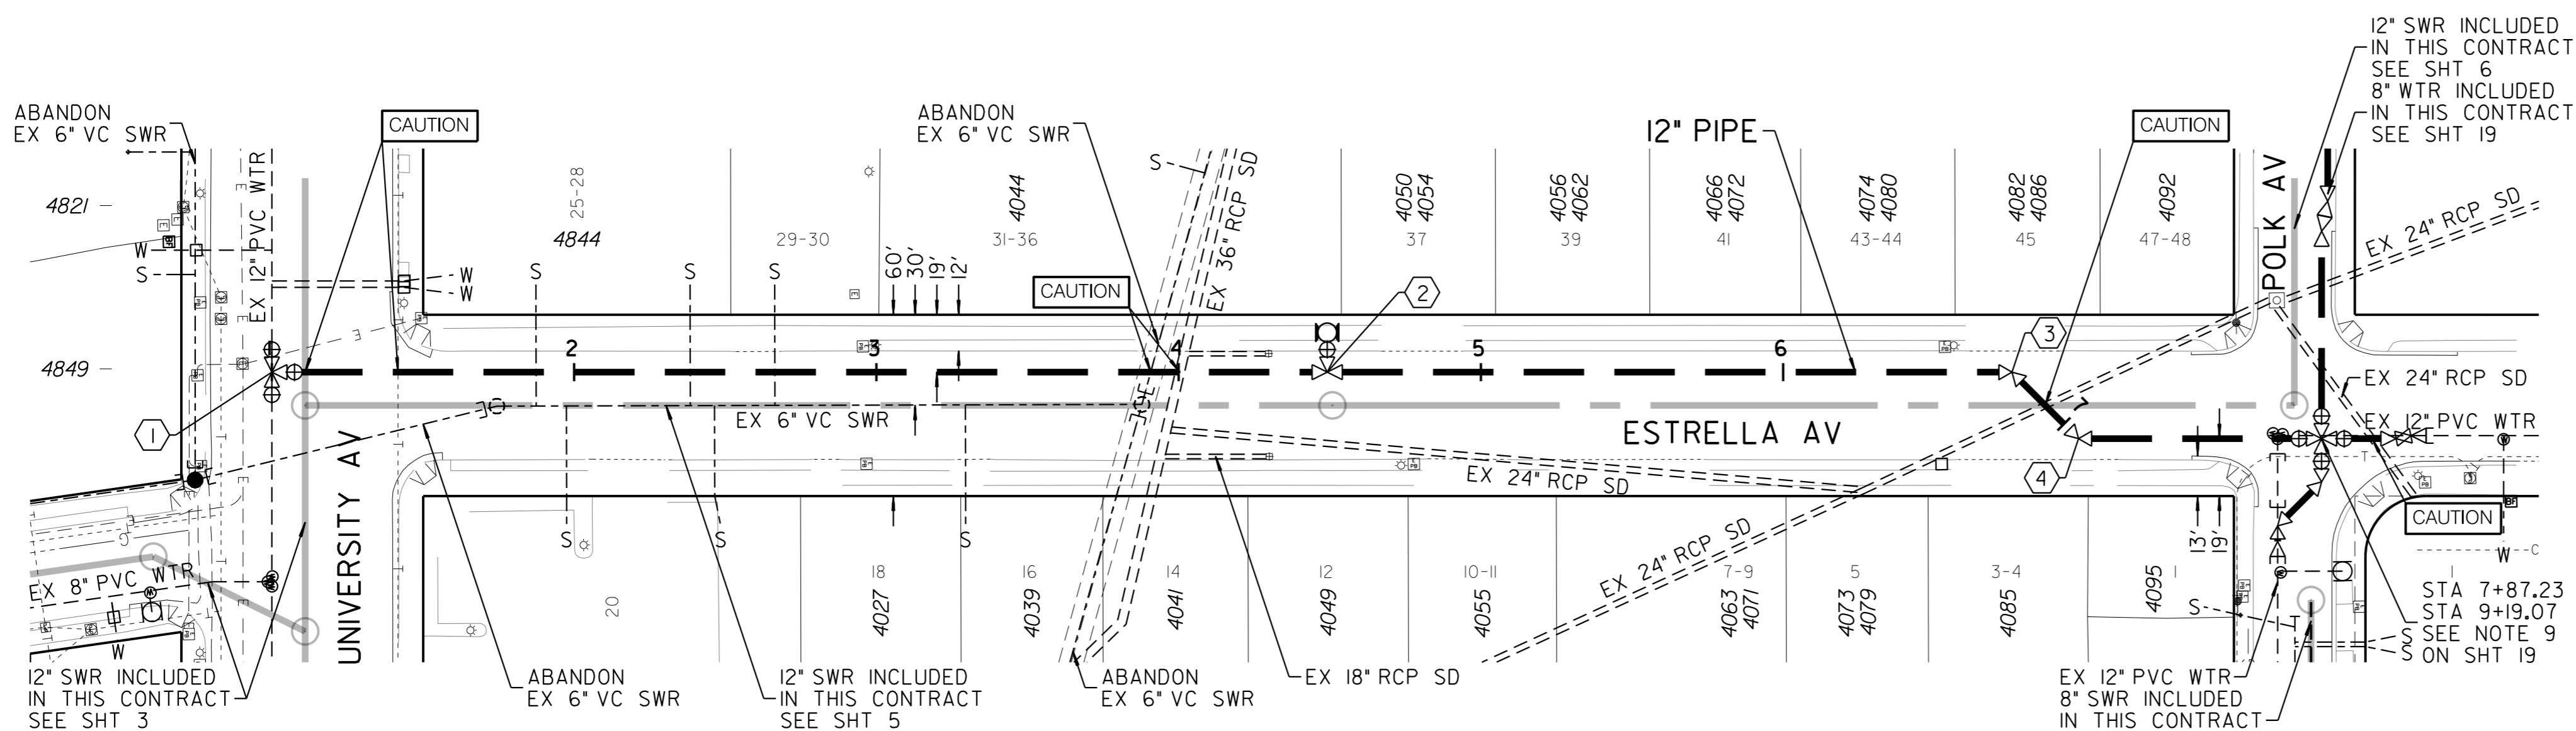 12" SWR INCLUDED
IN THIS CONTRACT
SEE SHT 6
8" WTR INCLUDED
IN THIS CONTRACT
SEE SHT 19
ABANDON
EX 6" VC SWR
CAUTION
ABANDON
EX 6" VC SWR
12" PIPE
CAUTION
4821
4849
EX 12" PVC WTR
W
S
W
W
25-28
4844
29-30
4044
31-36
S
S
S
S
EX 36" RCP SD
4050
4054
37
4056
4062
39
4066
4072
41
4074
4080
43-44
4082
4086
45
4092
47-48
POLK AV
EX 24" RCP SD
60'
30'
19'
12'
CAUTION
2
3
1
2
3
4
5
6
7
4
EX 6" VC SWR
ESTRELLA AV
EX 24" RCP SD
EX 24" RCP SD
EX 12" PVC WTR
EX 24" RCP SD
CAUTION
13'
19'
UNIVERSITY AV
EX 8" PVC WTR
W
S
S
S
20
18
4027
16
4039
14
4041
12
4049
10-11
4055
7-9
4063
4071
5
4073
4079
3-4
4085
1
4095
S
W
S
S
STA 7+87.23
STA 9+19.07
SEE NOTE 9
ON SHT 19
12" SWR INCLUDED
IN THIS CONTRACT
SEE SHT 3
ABANDON
EX 6" VC SWR
12" SWR INCLUDED
IN THIS CONTRACT
SEE SHT 5
ABANDON
EX 6" VC SWR
EX 18" RCP SD
EX 12" PVC WTR
8" SWR INCLUDED
IN THIS CONTRACT